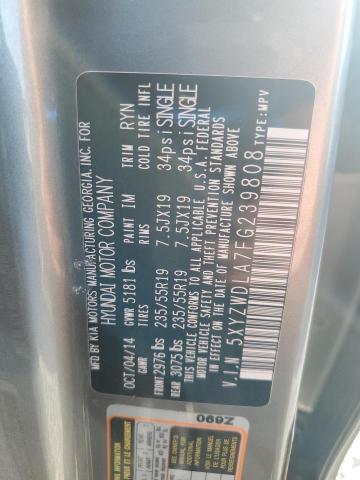 MFD BY KIA MOTORS MANUFACTURING GEORGIA, INC. FOR
HYUNDAI MOTOR COMPANY
OCT/04/14 GVWR 5181 lbs PAINT IM TRIM RYN
GAWR TIRES COLD TIRE INFL
FRONT 2976 lbs 235/55R19 7.5JX19 34psi SINGLE
REAR 3075 lbs 235/55R19 7.5JX19 34psi SINGLE
THIS VEHICLE CONFORMS TO ALL APPLICABLE U.S.A. FEDERAL
MOTOR VEHICLE SAFETY AND THEFT PREVENTION STANDARDS
IN EFFECT ON THE DATE OF MANUFACTURE SHOWN ABOVE.
V.I.N 5XYZWDLA7FG239808 TYPE:MPV
Z690